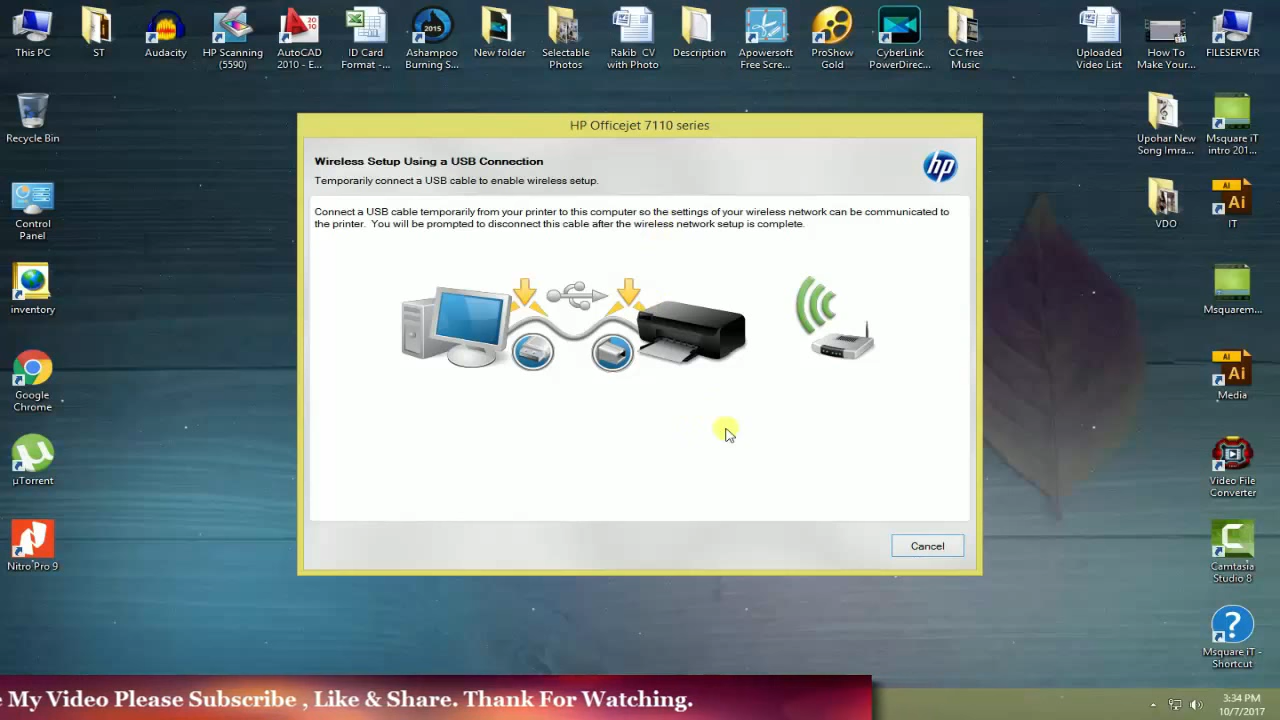 This PC
ST
Audacity
HP Scanning
(5590)
AutoCAD
2010 - E...
ID Card
Format -...
Ashampoo
Burning S...
New folder
Selectable
Photos
Rakib_CV
with Photo
Description
Apowersoft
Free Scre...
ProShow
Gold
CyberLink
PowerDirec...
CC free
Music
Uploaded
Video List
How To
Make Your...
FILESERVER
2010
2015
Recycle Bin
Control
Panel
inventory
Google
Chrome
µTorrent
Nitro Pro 9
HP Officejet 7110 series
Wireless Setup Using a USB Connection
Temporarily connect a USB cable to enable wireless setup.
hp
Connect a USB cable temporarily from your printer to this computer so the settings of your wireless network can be communicated to
the printer. You will be prompted to disconnect this cable after the wireless network setup is complete.
Cancel
Upohar New
Song Imra...
Msquare iT
intro 201...
VDO
Ai
IT
Msquarem...
Ai
Media
Video File
Converter
Camtasia
Studio 8
Msquare iT -
Shortcut
My Video Please Subscribe , Like & Share. Thank For Watching.
3:34 PM
10/7/2017